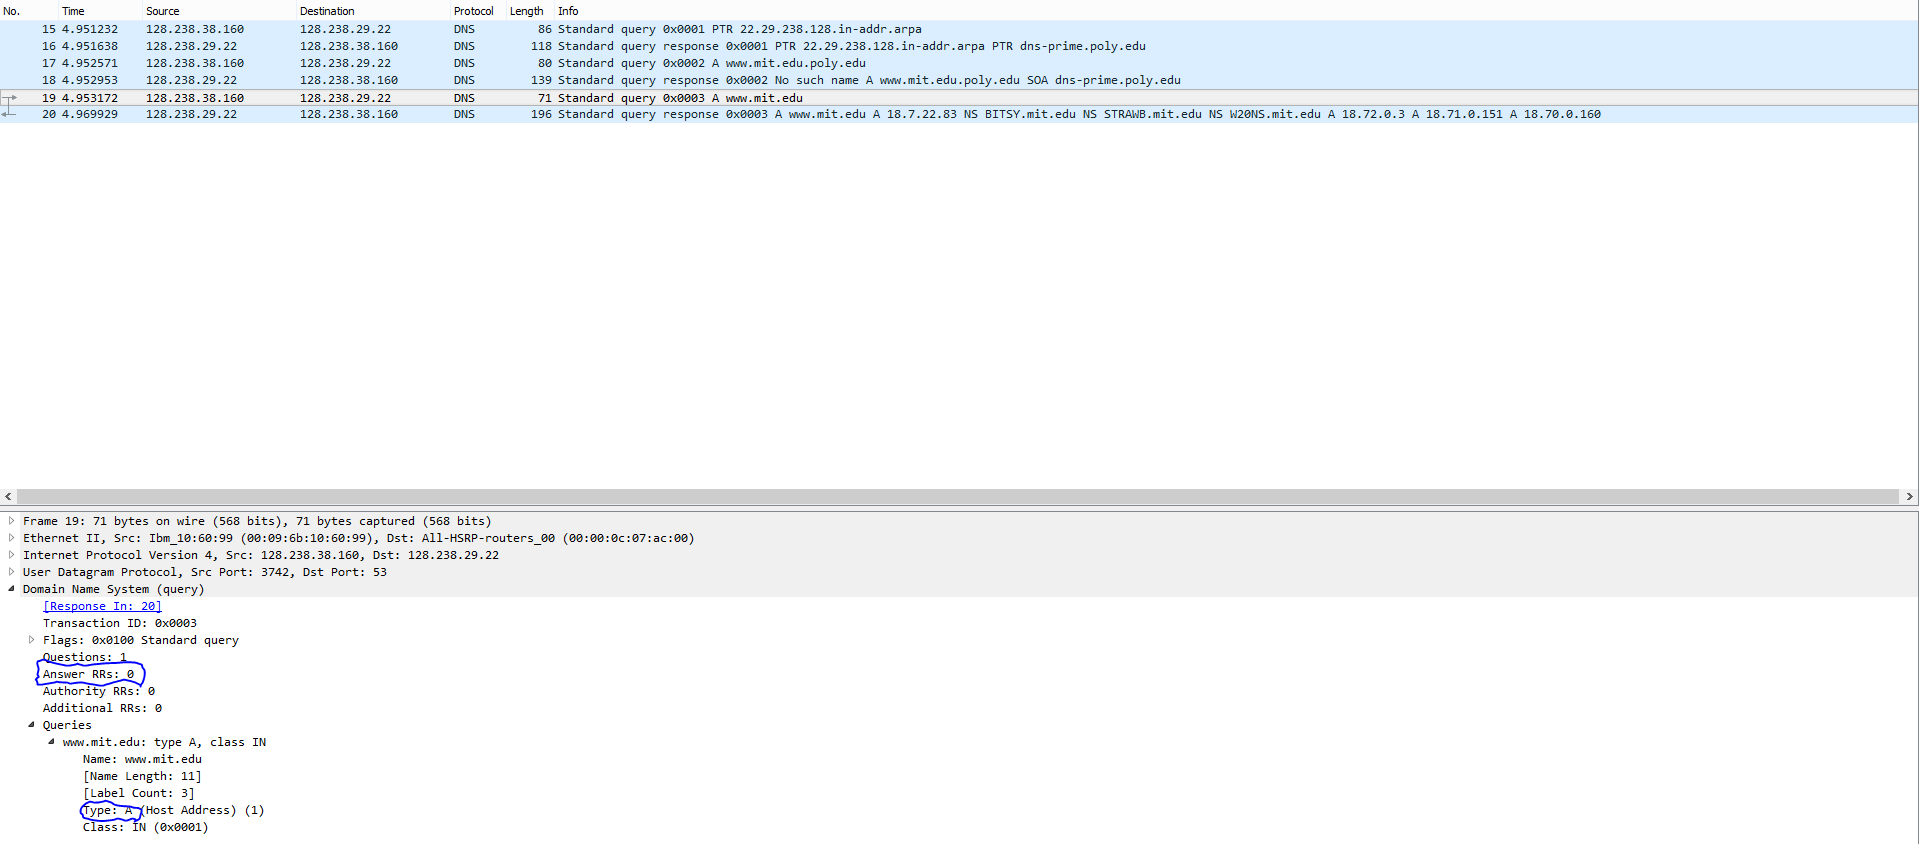 No. Time Source Destination Protocol Length Info
15 4.951232 128.238.38.160 128.238.29.22 DNS 86 Standard query 0x0001 PTR 22.29.238.128.in-addr.arpa
16 4.951638 128.238.29.22 128.238.38.160 DNS 118 Standard query response 0x0001 PTR 22.29.238.128.in-addr.arpa PTR dns-prime.poly.edu
17 4.952571 128.238.38.160 128.238.29.22 DNS 80 Standard query 0x0002 A www.mit.edu.poly.edu
18 4.952953 128.238.29.22 128.238.38.160 DNS 139 Standard query response 0x0002 No such name A www.mit.edu.poly.edu SOA dns-prime.poly.edu
19 4.953172 128.238.38.160 128.238.29.22 DNS 71 Standard query 0x0003 A www.mit.edu
20 4.969929 128.238.29.22 128.238.38.160 DNS 196 Standard query response 0x0003 A www.mit.edu A 18.7.22.83 NS BITSY.mit.edu NS STRAWB.mit.edu NS W20NS.mit.edu A 18.72.0.3 A 18.71.0.151 A 18.70.0.160
Frame 19: 71 bytes on wire (568 bits), 71 bytes captured (568 bits)
Ethernet II, Src: Ibm_10:60:99 (00:09:6b:10:60:99), Dst: All-HSRP-routers_00 (00:00:0c:07:ac:00)
Internet Protocol Version 4, Src: 128.238.38.160, Dst: 128.238.29.22
User Datagram Protocol, Src Port: 3742, Dst Port: 53
Domain Name System (query)
[Response In: 20]
Transaction ID: 0x0003
Flags: 0x0100 Standard query
Questions: 1
Answer RRs: 0
Authority RRs: 0
Additional RRs: 0
Queries
www.mit.edu: type A, class IN
Name: www.mit.edu
[Name Length: 11]
[Label Count: 3]
Type: A (Host Address) (1)
Class: IN (0x0001)